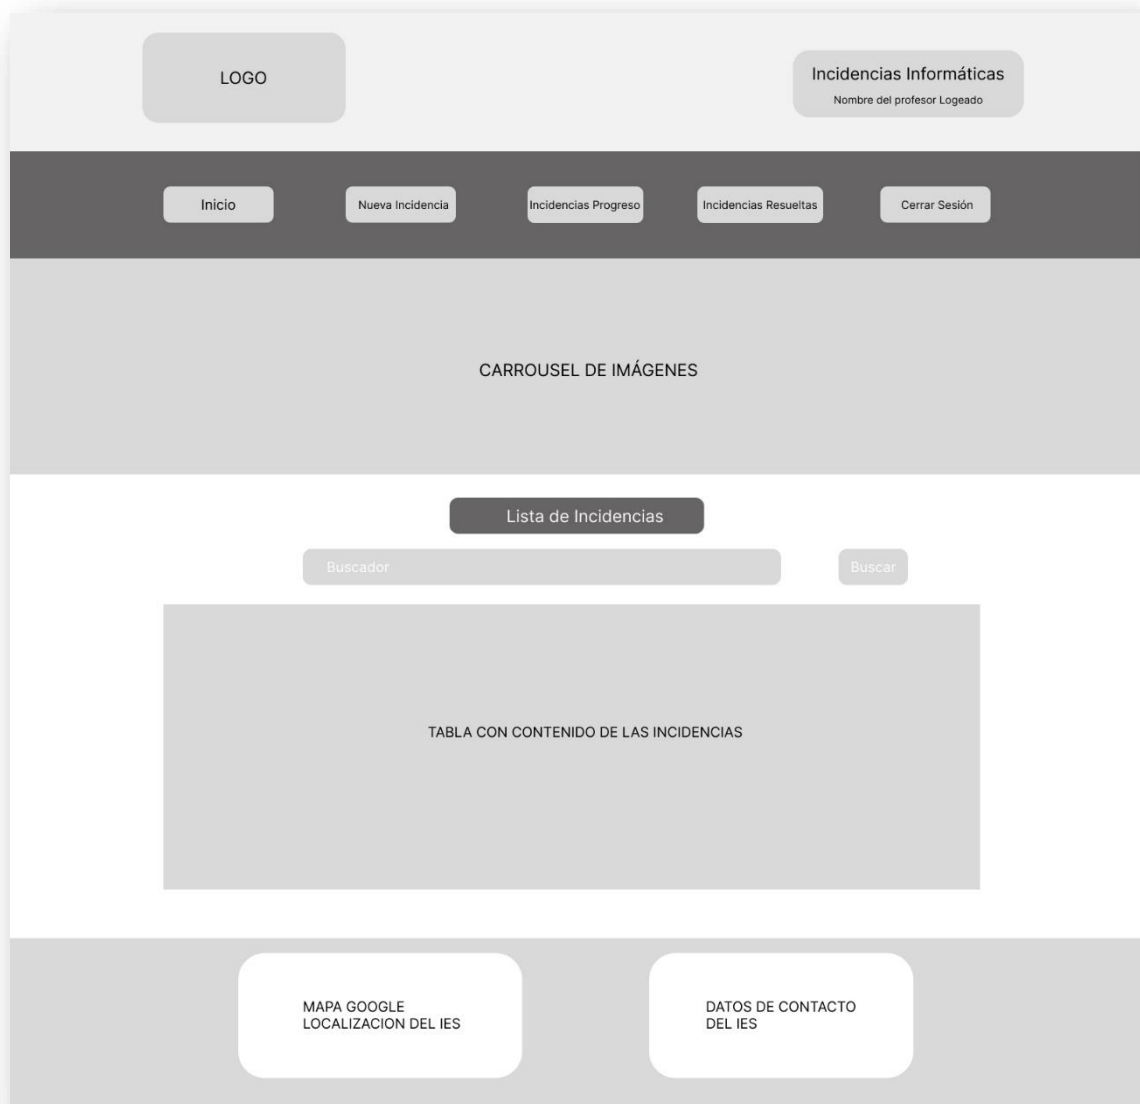 LOGO
Incidencias Informáticas
Nombre del profesor Logeado
Inicio
Nueva Incidencia
Incidencias Progreso
Incidencias Resueltas
Cerrar Sesión
CARROUSEL DE IMÁGENES
Lista de Incidencias
Buscador
Buscar
TABLA CON CONTENIDO DE LAS INCIDENCIAS
MAPA GOOGLE
LOCALIZACION DEL IES
DATOS DE CONTACTO
DEL IES